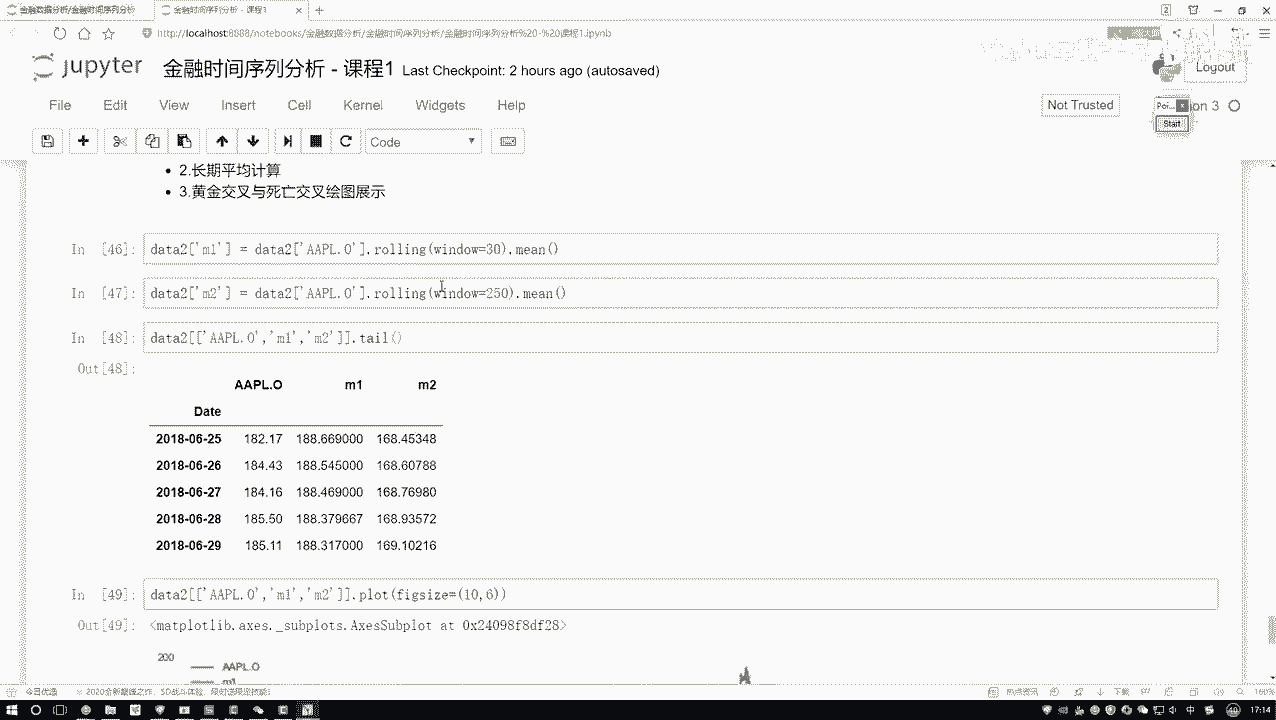 金融数据分析/金融时间序列分析
金融时间序列分析 - 课程1
http://localhost:8888/notebooks/金融数据分析/金融时间序列分析/金融时间序列分析%20-%20课程1.ipynb
jupyter 金融时间序列分析 - 课程1 Last Checkpoint: 2 hours ago (autosaved)
Logout
File Edit View Insert Cell Kernel Widgets Help
Not Trusted
on 3
Start
Code
2.长期平均计算
3.黄金交叉与死亡交叉绘图展示
In [46]: data2['m1'] = data2['AAPL.O'].rolling(window=30).mean()
In [47]: data2['m2'] = data2['AAPL.O'].rolling(window=250).mean()
In [48]: data2[['AAPL.O','m1','m2']].tail()
Out[48]:
AAPL.O m1 m2
Date
2018-06-25 182.17 188.669000 168.45348
2018-06-26 184.43 188.545000 168.60788
2018-06-27 184.16 188.469000 168.76980
2018-06-28 185.50 188.379667 168.93572
2018-06-29 185.11 188.317000 169.10216
In [49]: data2[['AAPL.O','m1','m2']].plot(figsize=(10,6))
Out[49]: <matplotlib.axes._subplots.AxesSubplot at 0x24098f8df28>
200
AAPL.O
m1
今日优选
下载
160%
中
17:14